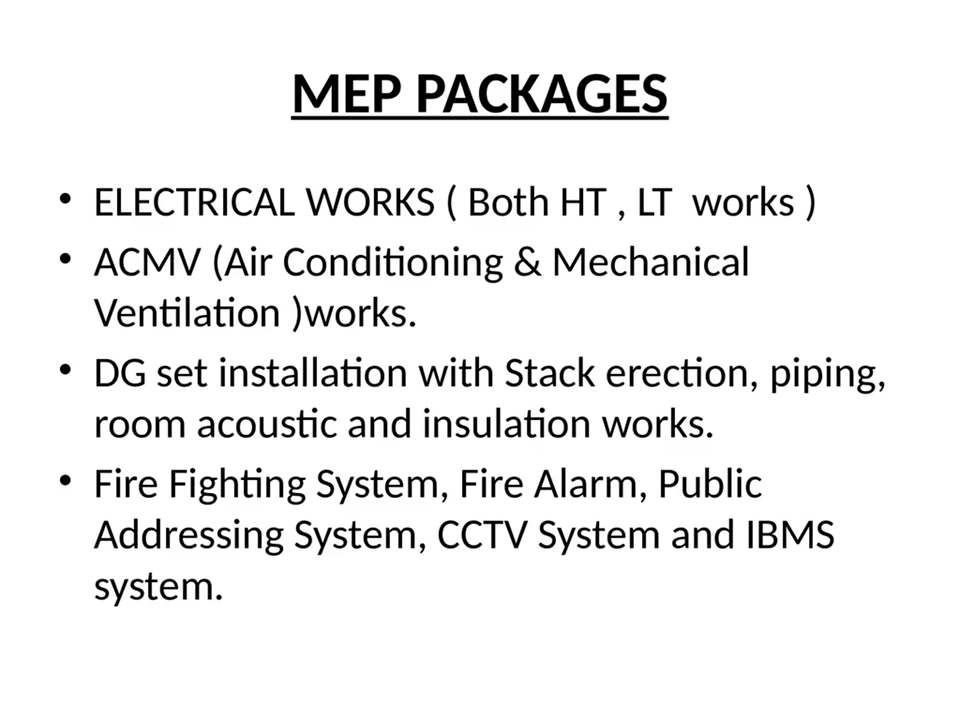 MEP PACKAGES
• ELECTRICAL WORKS ( Both HT , LT  works )
• ACMV (Air Conditioning & Mechanical
Ventilation )works.
• DG set installation with Stack erection, piping,
room acoustic and insulation works.
• Fire Fighting System, Fire Alarm, Public
Addressing System, CCTV System and IBMS
system.